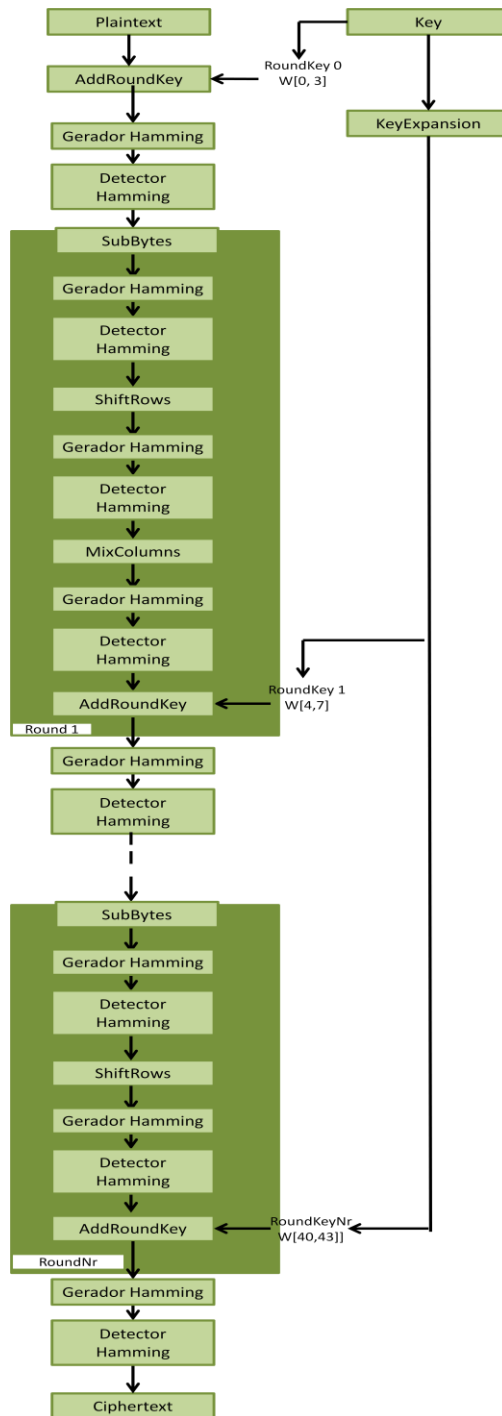 Plaintext
Key
RoundKey 0
W[0, 3]
AddRoundKey
KeyExpansion
Gerador Hamming
Detector
Hamming
SubBytes
Gerador Hamming
Detector
Hamming
ShiftRows
Gerador Hamming
Detector
Hamming
MixColumns
Gerador Hamming
Detector
Hamming
RoundKey 1
W[4,7]
AddRoundKey
Round 1
Gerador Hamming
Detector
Hamming
SubBytes
Gerador Hamming
Detector
Hamming
ShiftRows
Gerador Hamming
Detector
Hamming
RoundKeyNr
W[40,43]]
AddRoundKey
RoundNr
Gerador Hamming
Detector
Hamming
Ciphertext